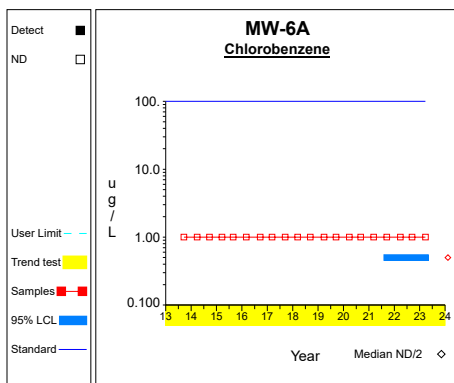 Detect
ND
User Limit
Trend test
Samples
95% LCL
Standard
MW-6A
Chlorobenzene
ug/L
100.
10.0
1.00
0.100
13 14 15 16 17 18 19 20 21 22 23 24
Year
Median ND/2